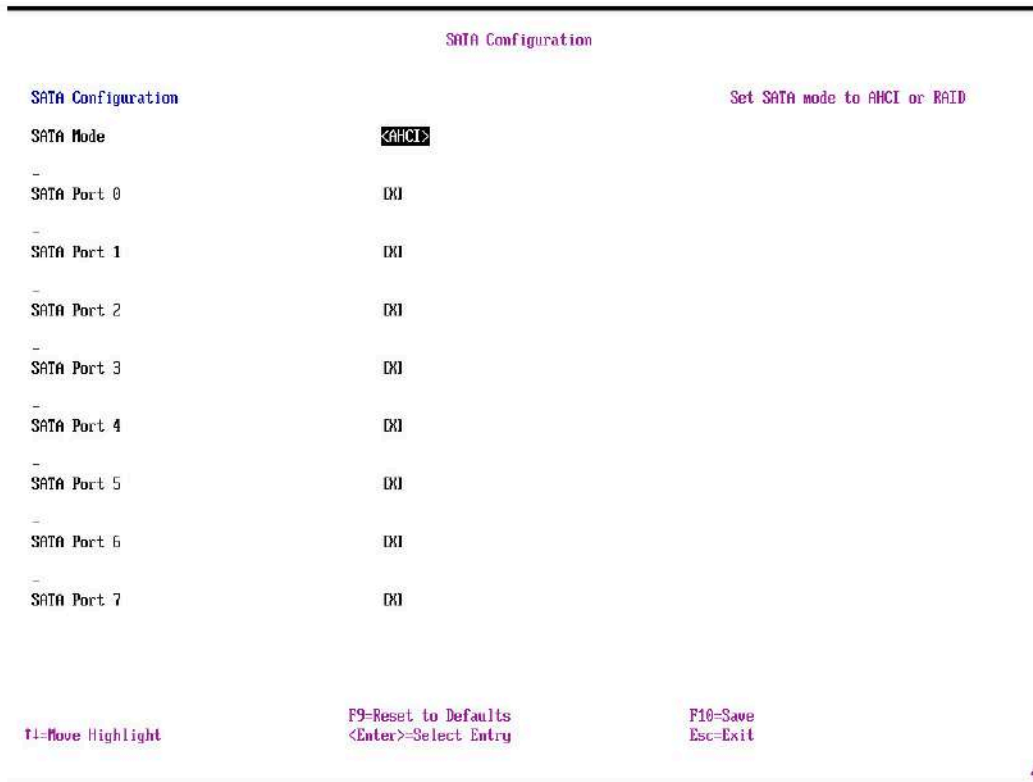 SATA Configuration
SATA Configuration
Set SATA mode to AHCI or RAID
SATA Mode <AHCI>
_
SATA Port 0 [X]
_
SATA Port 1 [X]
_
SATA Port 2 [X]
_
SATA Port 3 [X]
_
SATA Port 4 [X]
_
SATA Port 5 [X]
_
SATA Port 6 [X]
_
SATA Port 7 [X]
F9=Reset to Defaults F10=Save
↑↓=Move Highlight <Enter>=Select Entry Esc=Exit